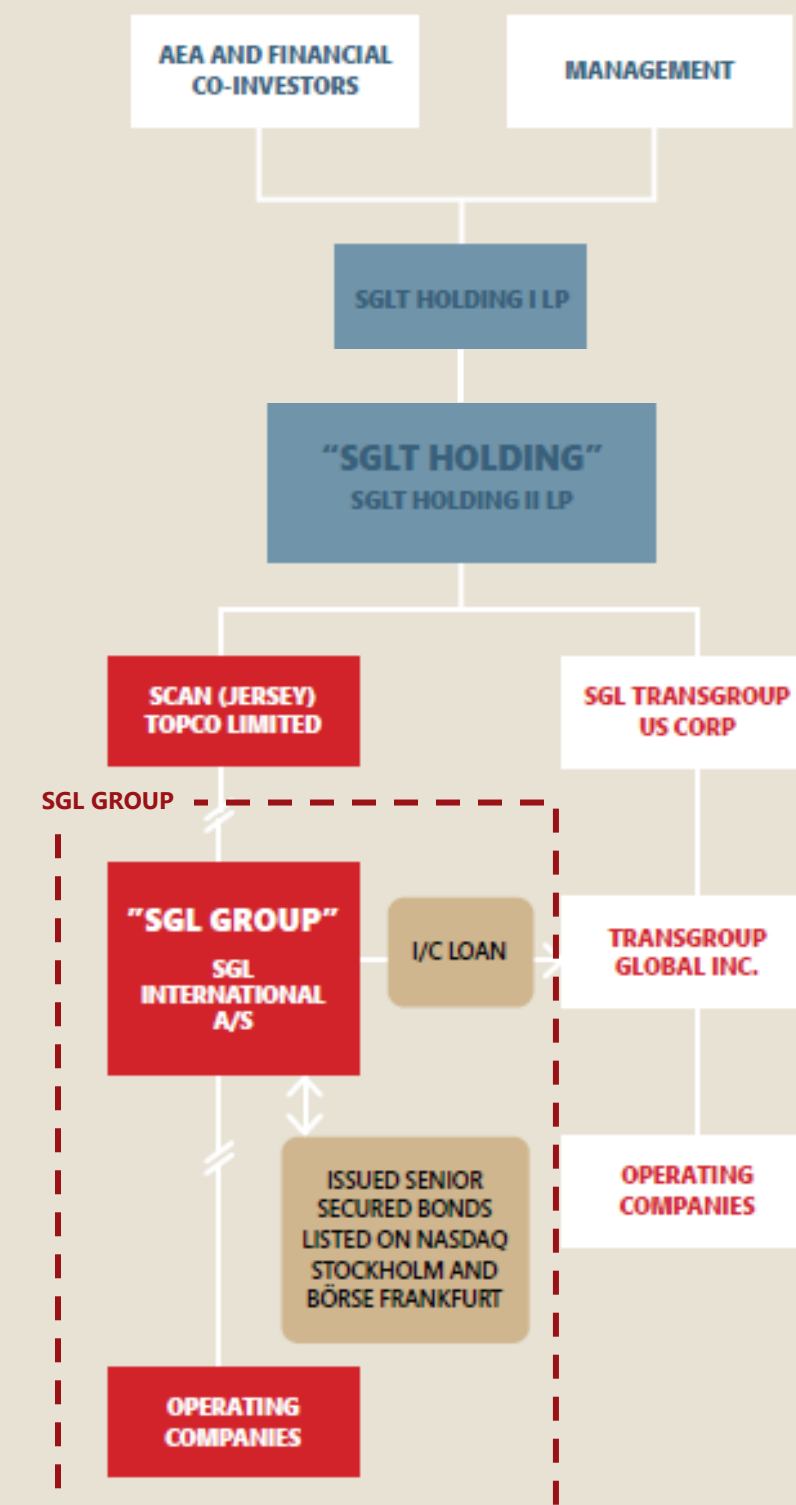 AEA AND FINANCIAL
CO-INVESTORS
MANAGEMENT
SGLT HOLDING I LP
“SGLT HOLDING”
SGLT HOLDING II LP
SCAN (JERSEY)
TOPCO LIMITED
SGL TRANSGROUP
US CORP
SGL GROUP
”SGL GROUP”
SGL
INTERNATIONAL
A/S
I/C LOAN
TRANSGROUP
GLOBAL INC.
ISSUED SENIOR
SECURED BONDS
LISTED ON NASDAQ
STOCKHOLM AND
BÖRSE FRANKFURT
OPERATING
COMPANIES
OPERATING
COMPANIES